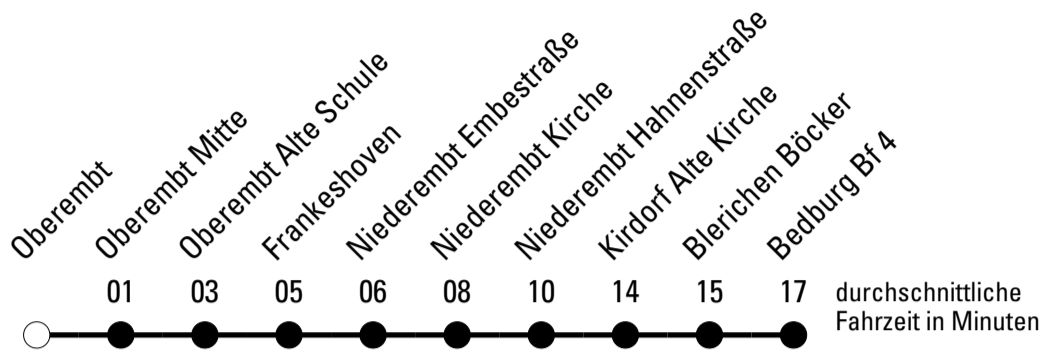 Oberembt
Oberembt Mitte
Oberembt Alte Schule
Frankeshoven
Niederembt Embestraße
Niederembt Kirche
Niederembt Hahnenstraße
Kirdorf Alte Kirche
Blerichen Böcker
Bedburg Bf 4
01 03 05 06 08 10 14 15 17
durchschnittliche
Fahrzeit in Minuten